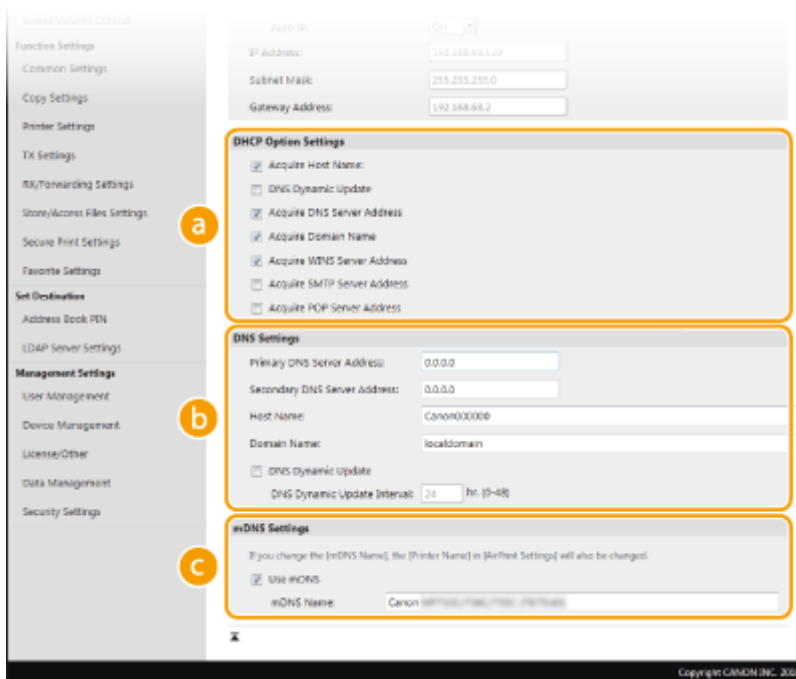 Sound Volume Control
Function Settings
Common Settings
Copy Settings
Printer Settings
TX Settings
RX/Forwarding Settings
Store/Access Files Settings
Secure Print Settings
Favorite Settings
Set Destination
Address Book PIN
LDAP Server Settings
Management Settings
User Management
Device Management
License/Other
Data Management
Security Settings
Auto IP: On
IP Address:
Subnet Mask: 255.255.255.0
Gateway Address: 192.168.68.2
a
DHCP Option Settings
Acquire Host Name:
DNS Dynamic Update
Acquire DNS Server Address
Acquire Domain Name
Acquire WINS Server Address
Acquire SMTP Server Address
Acquire POP Server Address
b
DNS Settings
Primary DNS Server Address: 0.0.0.0
Secondary DNS Server Address: 0.0.0.0
Host Name: Canon000000
Domain Name: localdomain
DNS Dynamic Update
DNS Dynamic Update Interval: 24 hr. (0-48)
c
mDNS Settings
If you change the [mDNS Name], the [Printer Name] in [AirPrint Settings] will also be changed.
Use mDNS
mDNS Name: Canon
Copyright CANON INC.